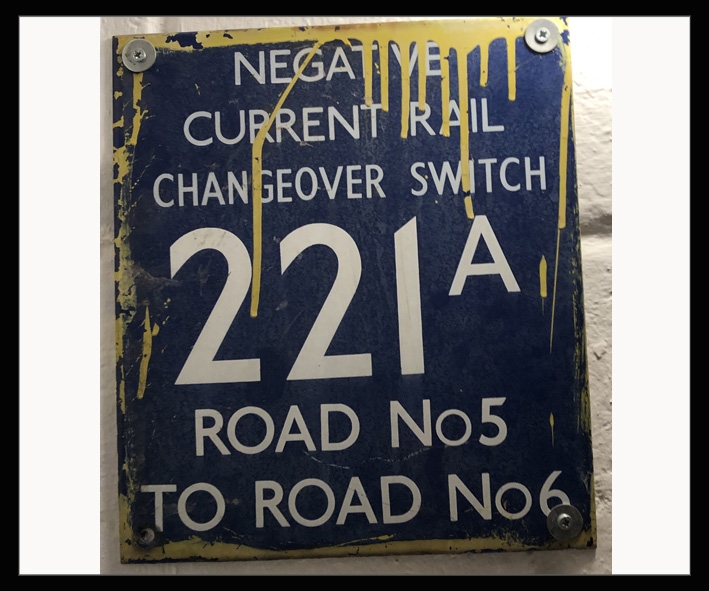 NEGATIVE
CURRENT RAIL
CHANGEOVER SWITCH
221A
ROAD No5
TO ROAD No6